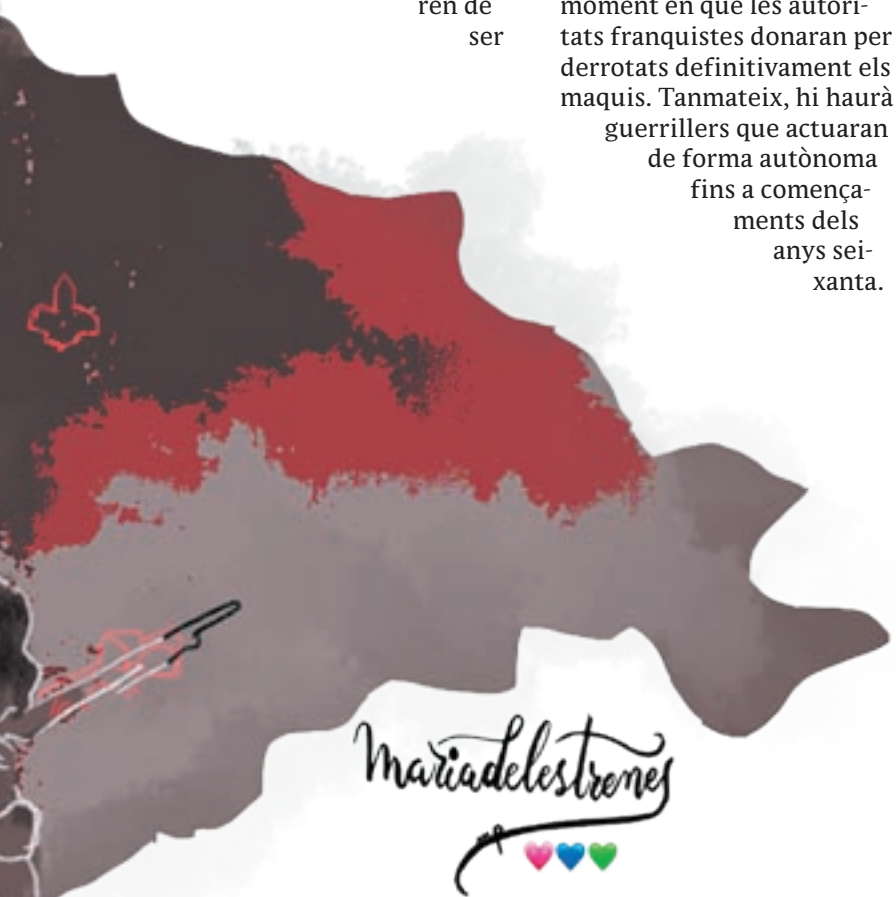 ren de
ser
moment en què les autori-
tats franquistes donaran per
derrotats definitivament els
maquis. Tanmateix, hi haurà
guerrillers que actuaran
de forma autònoma
fins a comença-
ments dels
anys sei-
xanta.
mariadelestrenes